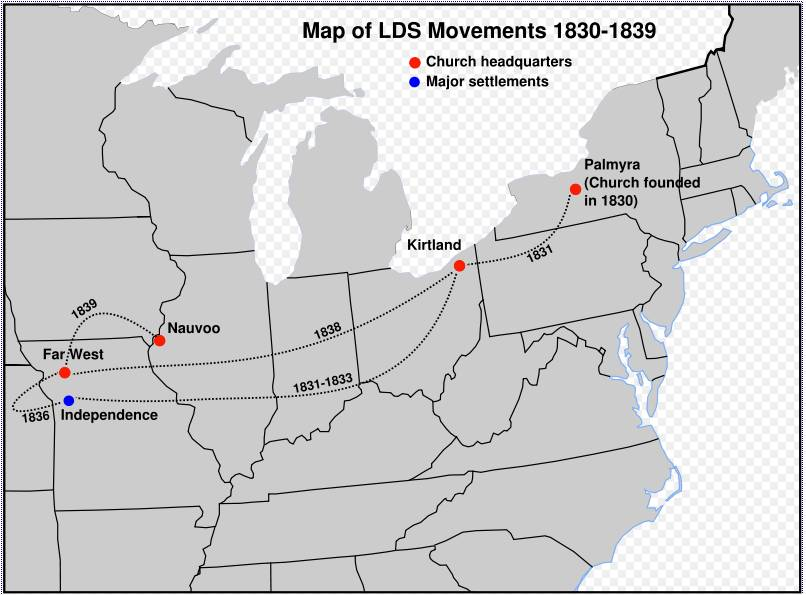 Map of LDS Movements 1830-1839
Church headquarters
Major settlements
Palmyra
(Church founded
in 1830)
Kirtland
1831
1839
Nauvoo
1838
Far West
1831-1833
1836
Independence